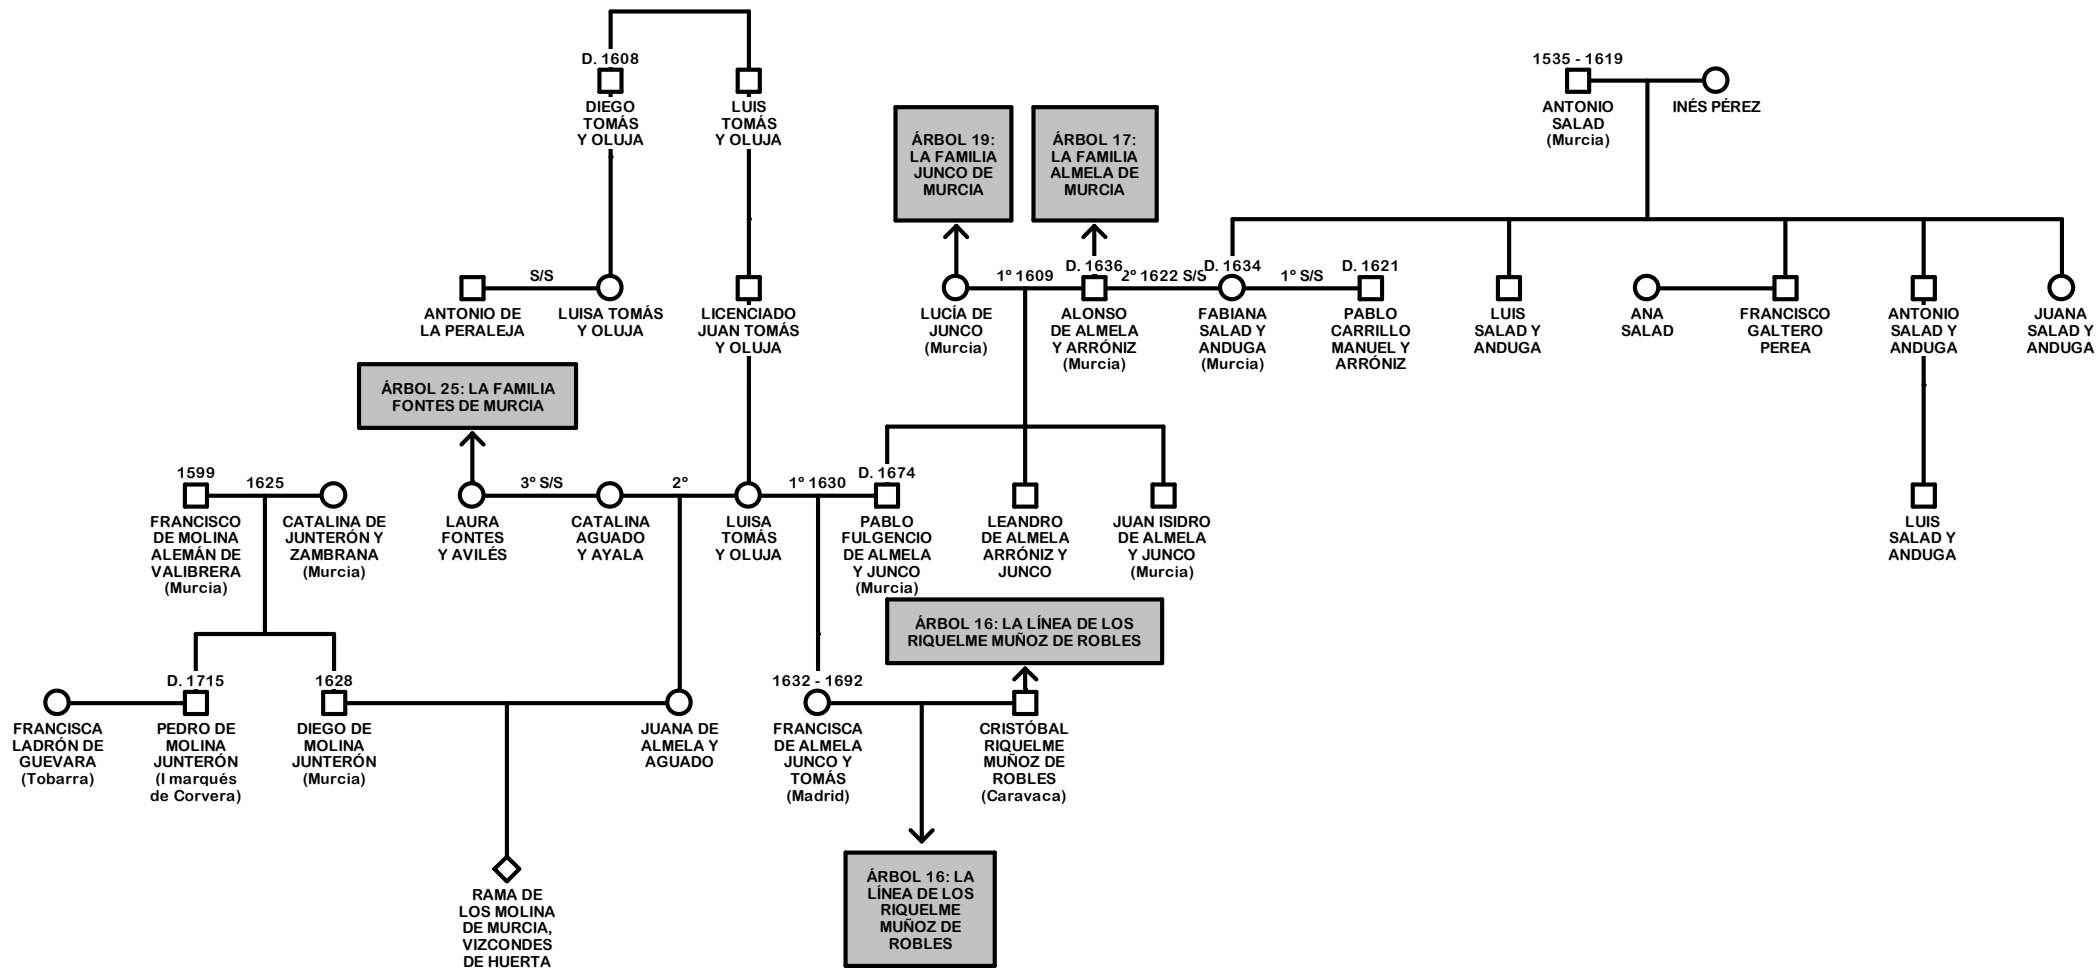 D. 1608
DIEGO
TOMÁS
Y OLUJA
LUIS
TOMÁS
Y OLUJA
1535 - 1619
ANTONIO
SALAD
(Murcia)
INÉS PÉREZ
ÁRBOL 19:
LA FAMILIA
JUNCO DE
MURCIA
ÁRBOL 17:
LA FAMILIA
ALMELA DE
MURCIA
S/S
ANTONIO DE
LA PERALEJA
LUISA TOMÁS
Y OLUJA
LICENCIADO
JUAN TOMÁS
Y OLUJA
1º 1609
LUCÍA DE
JUNCO
(Murcia)
D. 1636
ALONSO
DE ALMELA
Y ARRÓNIZ
(Murcia)
2º 1622 S/S
D. 1634
FABIANA
SALAD Y
ANDUGA
(Murcia)
1º S/S
D. 1621
PABLO
CARRILLO
MANUEL Y
ARRÓNIZ
LUIS
SALAD Y
ANDUGA
ANA
SALAD
FRANCISCO
GALTERO
PEREA
ANTONIO
SALAD Y
ANDUGA
JUANA
SALAD Y
ANDUGA
ÁRBOL 25: LA FAMILIA
FONTES DE MURCIA
1599
FRANCISCO
DE MOLINA
ALEMÁN DE
VALIBRERA
(Murcia)
1625
CATALINA DE
JUNTERÓN Y
ZAMBRANA
(Murcia)
LAURA
FONTES
Y AVILÉS
3º S/S
CATALINA
AGUADO
Y AYALA
2º
LUISA
TOMÁS
Y OLUJA
1º 1630
D. 1674
PABLO
FULGENCIO
DE ALMELA
Y JUNCO
(Murcia)
LEANDRO
DE ALMELA
ARRÓNIZ Y
JUNCO
JUAN ISIDRO
DE ALMELA
Y JUNCO
(Murcia)
LUIS
SALAD Y
ANDUGA
ÁRBOL 16: LA LÍNEA DE LOS
RIQUELME MUÑOZ DE ROBLES
FRANCISCA
LADRÓN DE
GUEVARA
(Tobarra)
D. 1715
PEDRO DE
MOLINA
JUNTERÓN
(I marqués
de Corvera)
1628
DIEGO DE
MOLINA
JUNTERÓN
(Murcia)
JUANA DE
ALMELA Y
AGUADO
1632 - 1692
FRANCISCA
DE ALMELA
JUNCO Y
TOMÁS
(Madrid)
CRISTÓBAL
RIQUELME
MUÑOZ DE
ROBLES
(Caravaca)
RAMA DE
LOS MOLINA
DE MURCIA,
VIZCONDES
DE HUERTA
ÁRBOL 16: LA
LÍNEA DE LOS
RIQUELME
MUÑOZ DE
ROBLES